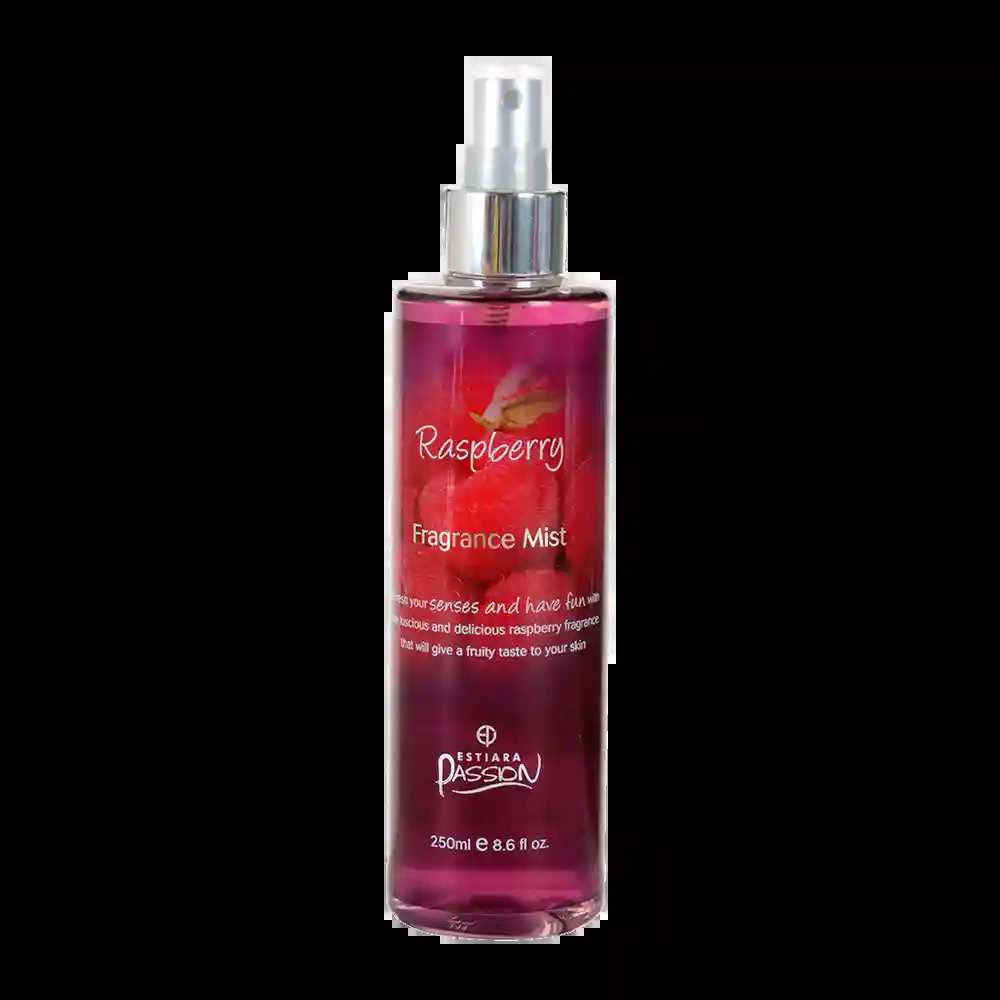 Raspberry
Fragrance Mist
your senses and have fun with
luscious and delicious raspberry fragrance
that will give a fruity taste to your skin
EP
ESTIARA
PASSION
250ml e 8.6 fl oz.